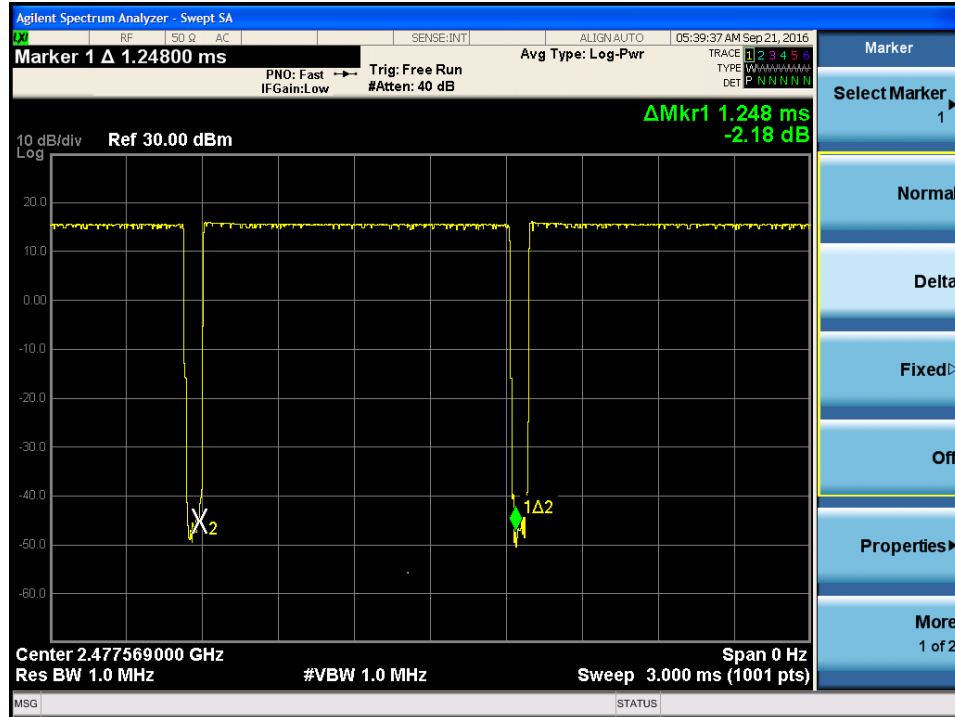 Agilent Spectrum Analyzer - Swept SA
LXI RF 50 Ω AC SENSE:INT ALIGN AUTO 05:39:37 AM Sep 21, 2016
Marker 1 Δ 1.24800 ms
PNO: Fast
IFGain:Low
Trig: Free Run
#Atten: 40 dB
Avg Type: Log-Pwr
TRACE 1 2 3 4 5 6
TYPE WWWWWW
DET P N N N N N
ΔMkr1 1.248 ms
-2.18 dB
10 dB/div Ref 30.00 dBm
Log
20.0
10.0
0.00
-10.0
-20.0
-30.0
-40.0
-50.0
-60.0
X2
1Δ2
Center 2.477569000 GHz Span 0 Hz
Res BW 1.0 MHz #VBW 1.0 MHz Sweep 3.000 ms (1001 pts)
MSG STATUS
Marker
Select Marker
1
Normal
Delta
Fixed
Off
Properties
More
1 of 2